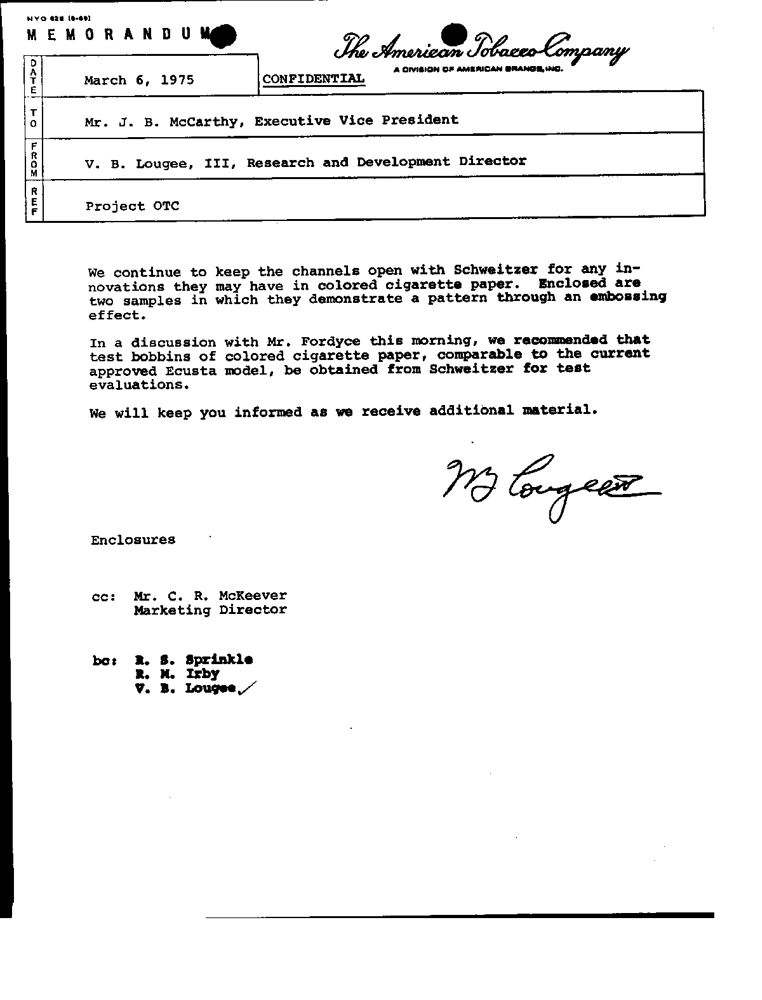 NYO 628 (9-69)
MEMORANDUM
The American Tobacco Company
A DIVISION OF AMERICAN BRANDS, INC.
DATE
March 6, 1975
CONFIDENTIAL
TO
Mr. J. B. McCarthy, Executive Vice President
FROM
V. B. Lougee, III, Research and Development Director
REF
Project OTC
We continue to keep the channels open with Schweitzer for any in-
novations they may have in colored cigarette paper. Enclosed are
two samples in which they demonstrate a pattern through an embossing
effect.
In a discussion with Mr. Fordyce this morning, we recommended that
test bobbins of colored cigarette paper, comparable to the current
approved Ecusta model, be obtained from Schweitzer for test
evaluations.
We will keep you informed as we receive additional material.
VB Lougee III
Enclosures
cc: Mr. C. R. McKeever
Marketing Director
bc: R. S. Sprinkle
R. M. Irby
V. B. Lougee